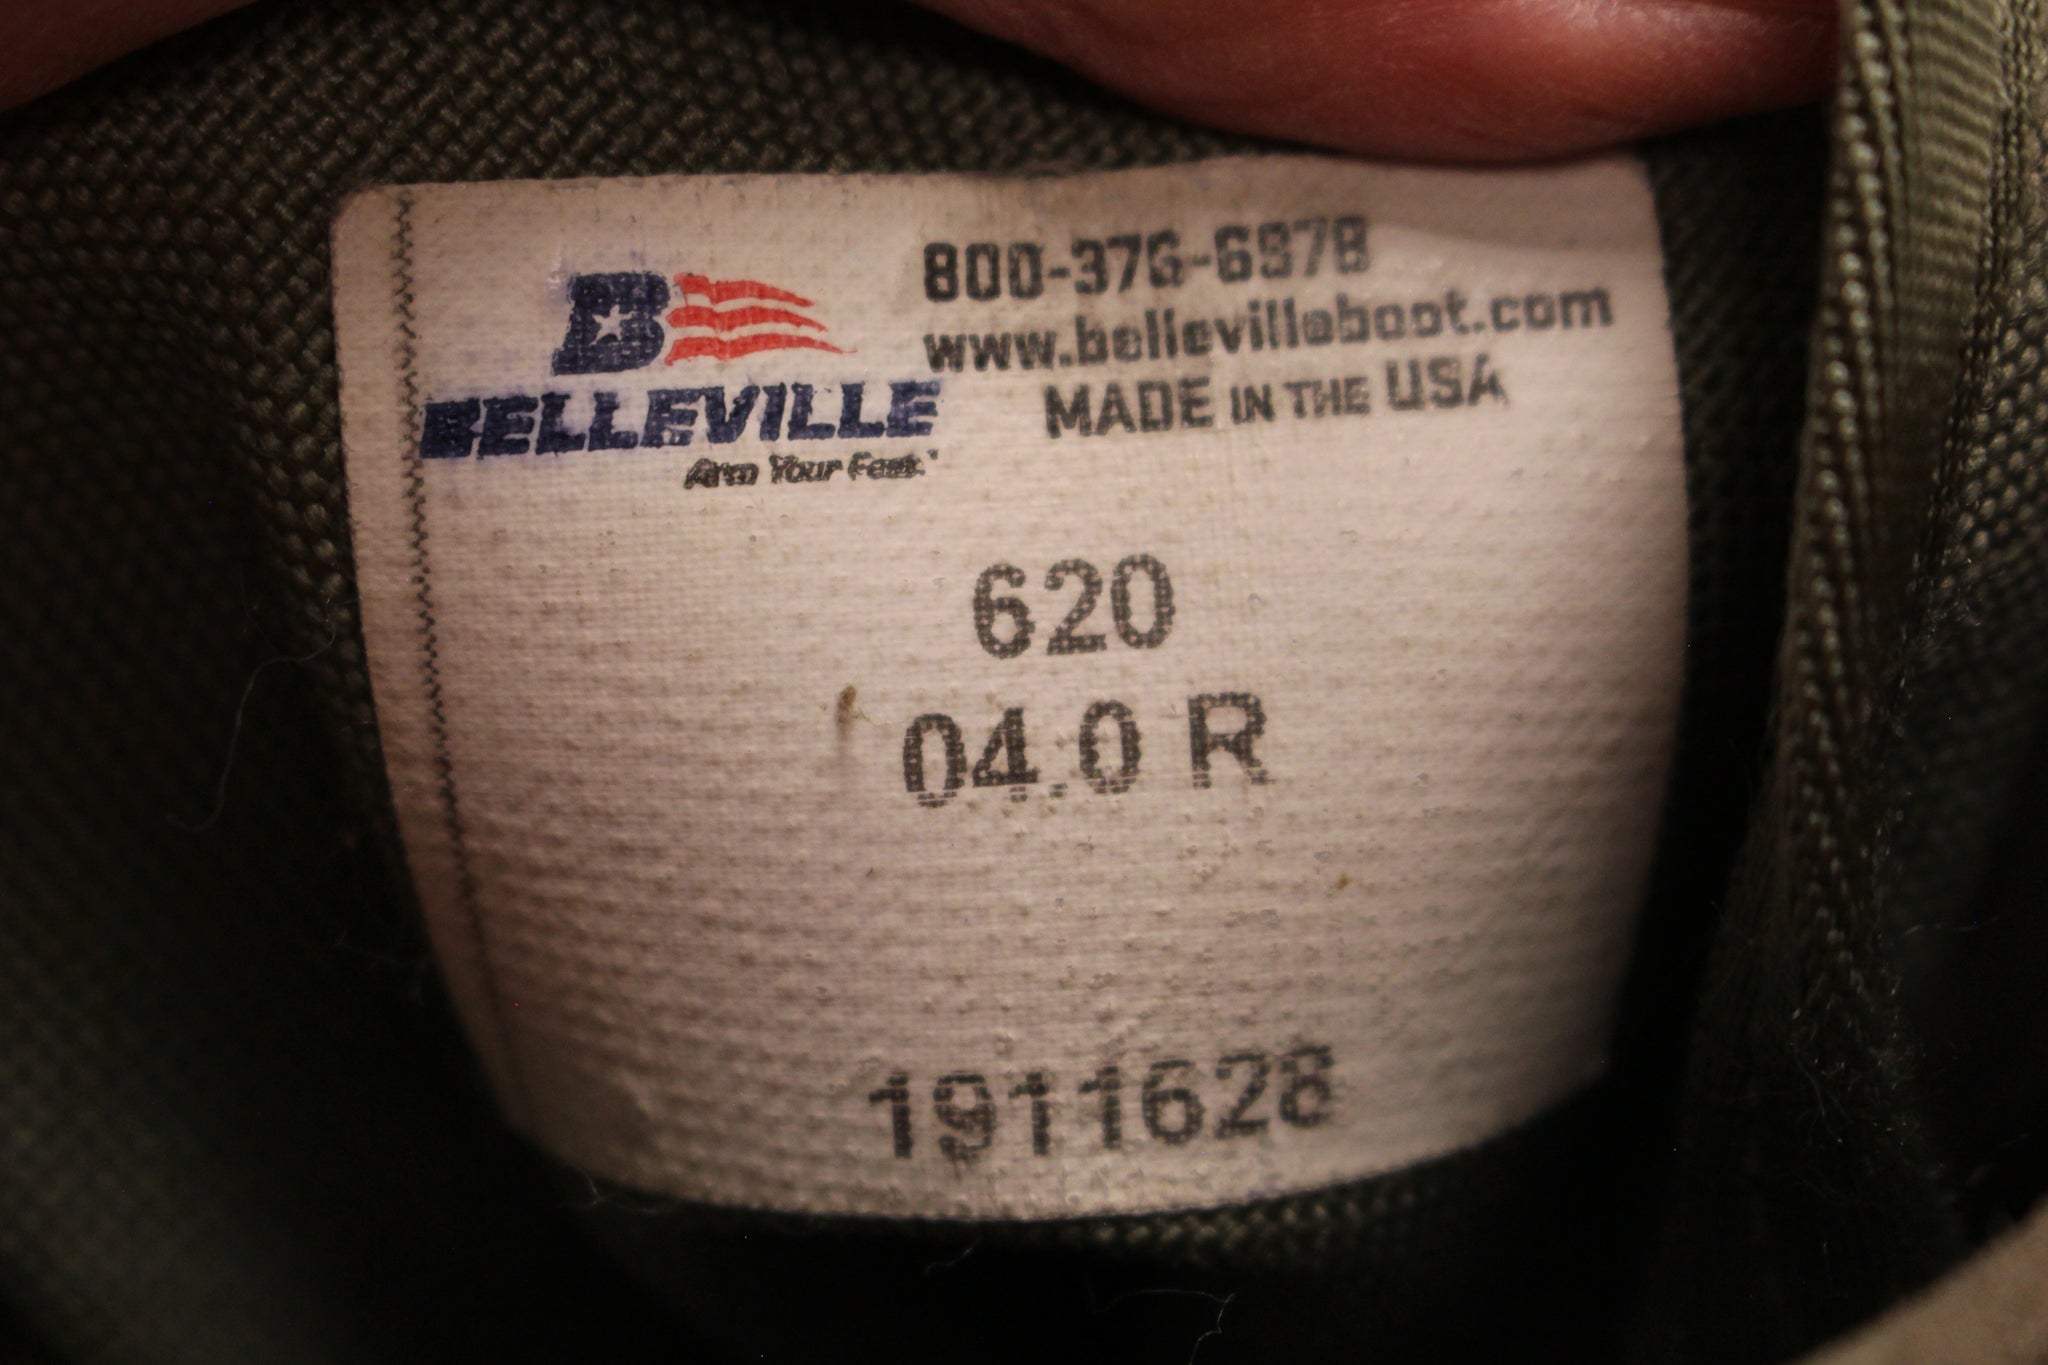 800-376-6978
www.bellevilleboot.com
MADE IN THE USA
B
BELLEVILLE
Arm Your Feet.
620
04.0 R
1911628